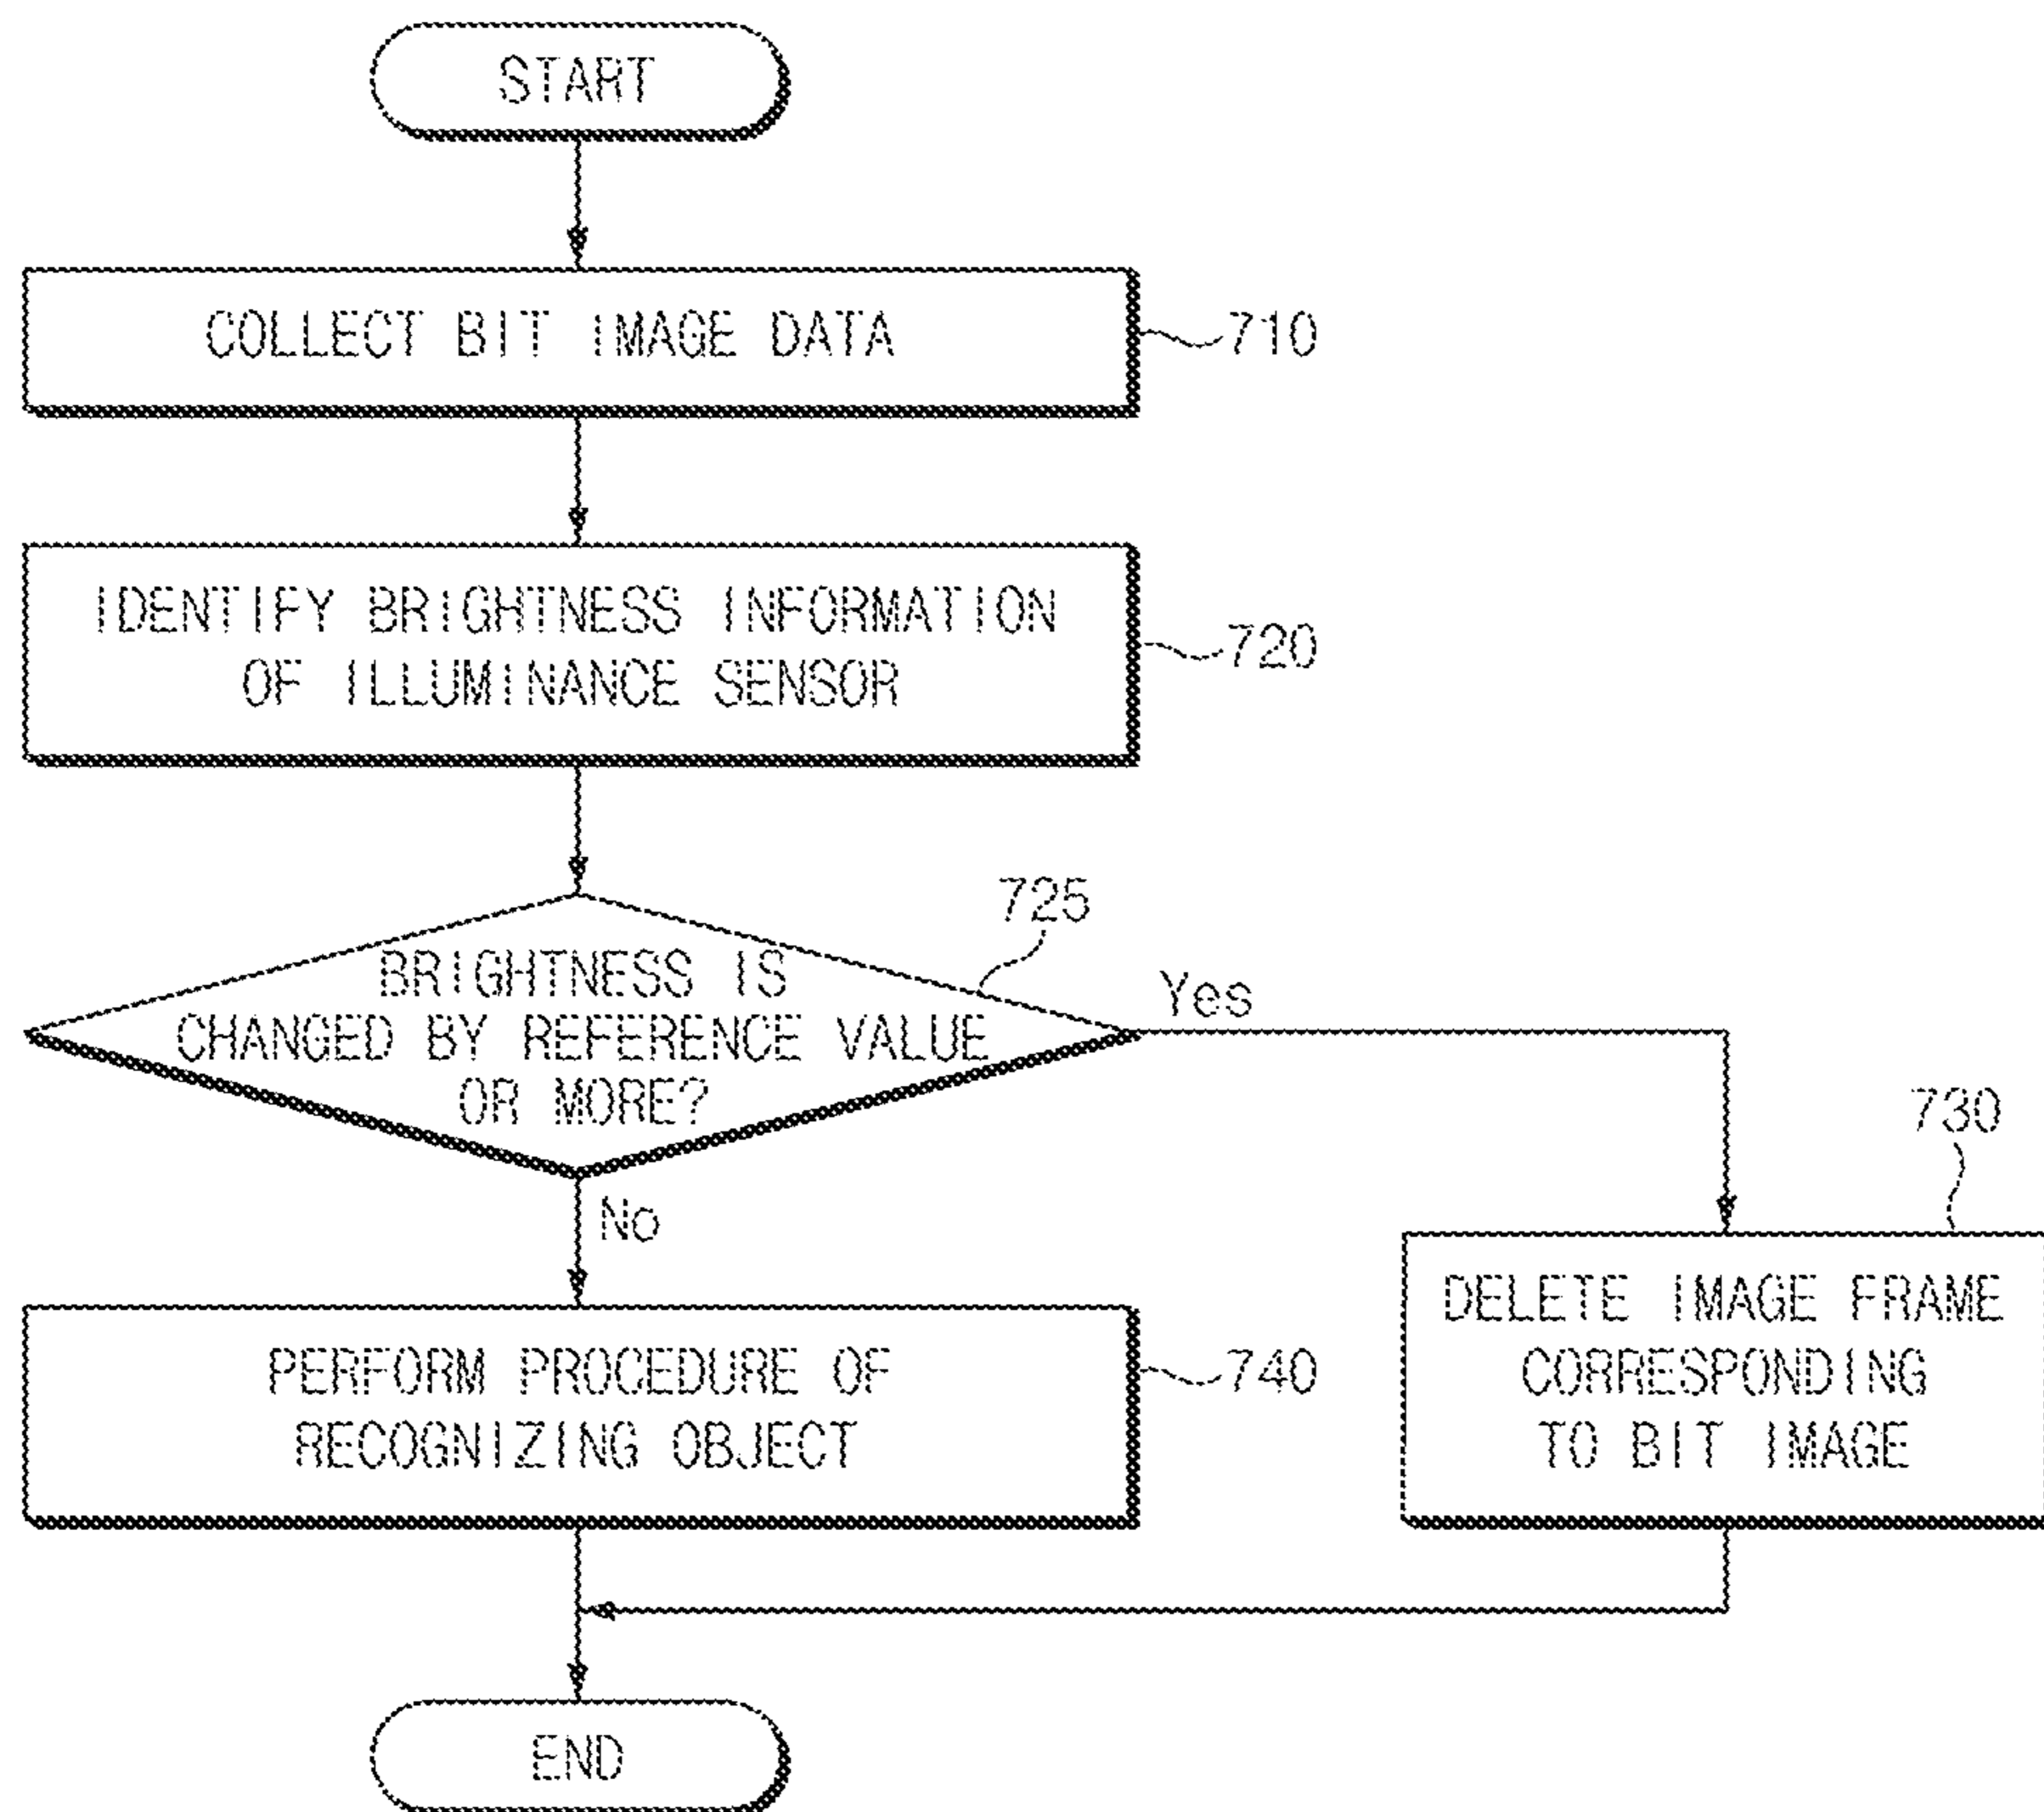 START
COLLECT BIT IMAGE DATA
710
IDENTIFY BRIGHTNESS INFORMATION
OF ILLUMINANCE SENSOR
720
725
BRIGHTNESS IS
CHANGED BY REFERENCE VALUE
OR MORE?
Yes
No
730
DELETE IMAGE FRAME
CORRESPONDING
TO BIT IMAGE
PERFORM PROCEDURE OF
RECOGNIZING OBJECT
740
END